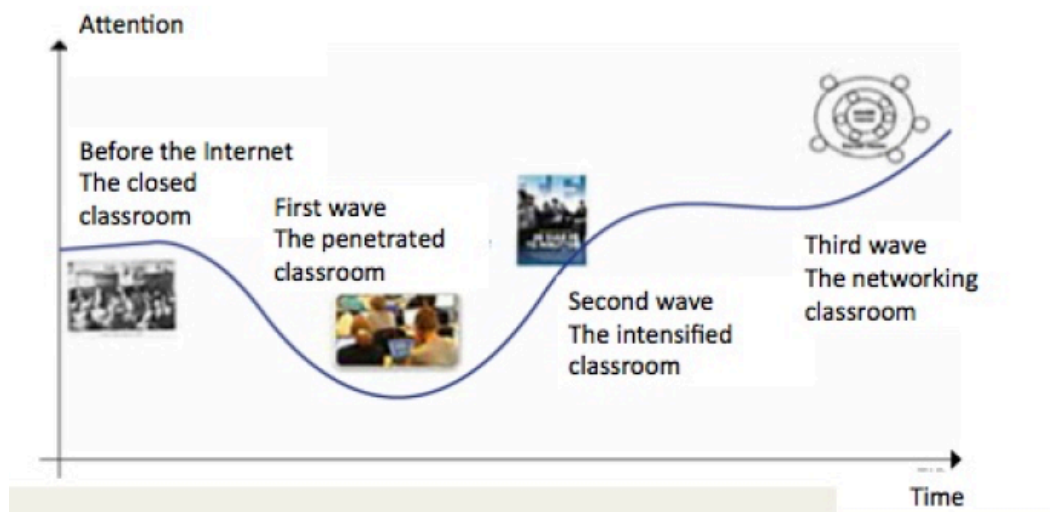 Attention
Before the Internet
The closed
classroom
First wave
The penetrated
classroom
Second wave
The intensified
classroom
Third wave
The networking
classroom
Time